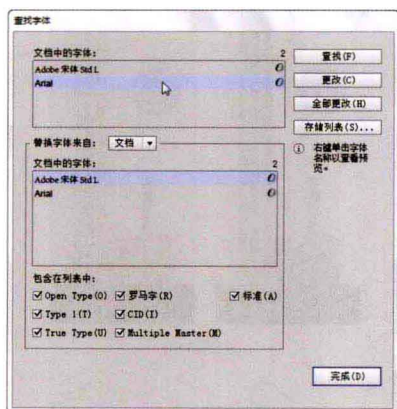 查找字体
文档中的字体: 2
Adobe 宋体 Std L
Arial
查找(F)
更改(C)
全部更改(H)
存储列表(S)...
右键单击字体
名称以查看预
览。
替换字体来自: 文档
文档中的字体: 2
Adobe 宋体 Std L
Arial
包含在列表中:
Open Type(O) 罗马字(R) 标准(A)
Type 1(T) CID(I)
True Type(U) Multiple Master(M)
完成(D)